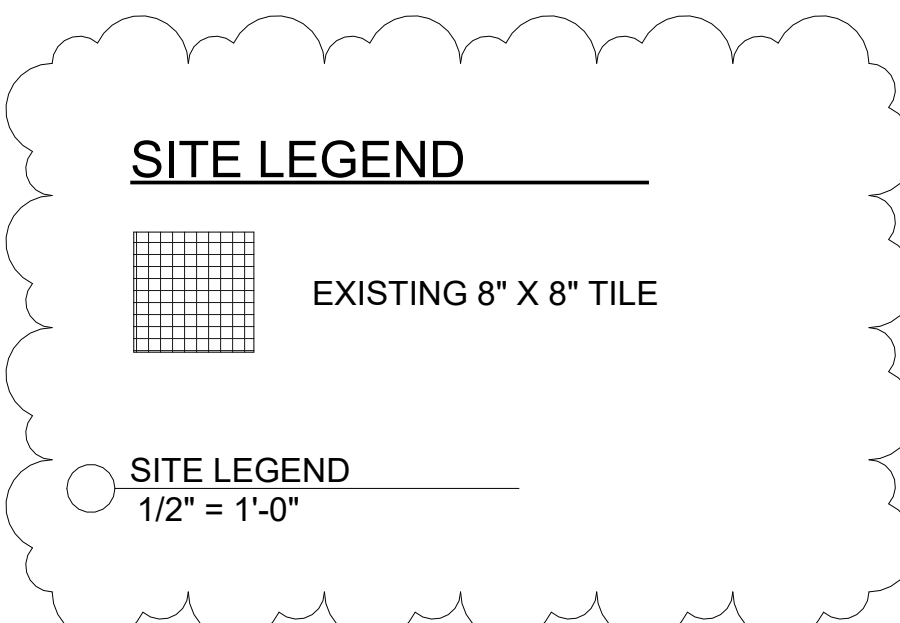 SITE LEGEND
EXISTING 8" X 8" TILE
SITE LEGEND
1/2" = 1'-0"